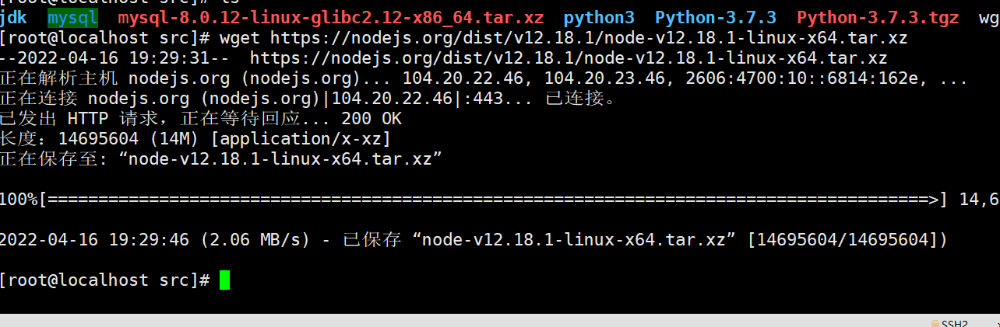 [root@localhost src]# ls
jdk mysql mysql-8.0.12-linux-glibc2.12-x86_64.tar.xz python3 Python-3.7.3 Python-3.7.3.tgz wg
[root@localhost src]# wget https://nodejs.org/dist/v12.18.1/node-v12.18.1-linux-x64.tar.xz
--2022-04-16 19:29:31-- https://nodejs.org/dist/v12.18.1/node-v12.18.1-linux-x64.tar.xz
正在解析主机 nodejs.org (nodejs.org)... 104.20.22.46, 104.20.23.46, 2606:4700:10::6814:162e, ...
正在连接 nodejs.org (nodejs.org)|104.20.22.46|:443... 已连接。
已发出 HTTP 请求，正在等待回应... 200 OK
长度：14695604 (14M) [application/x-xz]
正在保存至: “node-v12.18.1-linux-x64.tar.xz”
100%[=======================================================================================>] 14,6
2022-04-16 19:29:46 (2.06 MB/s) - 已保存 “node-v12.18.1-linux-x64.tar.xz” [14695604/14695604])
[root@localhost src]#
SSH2